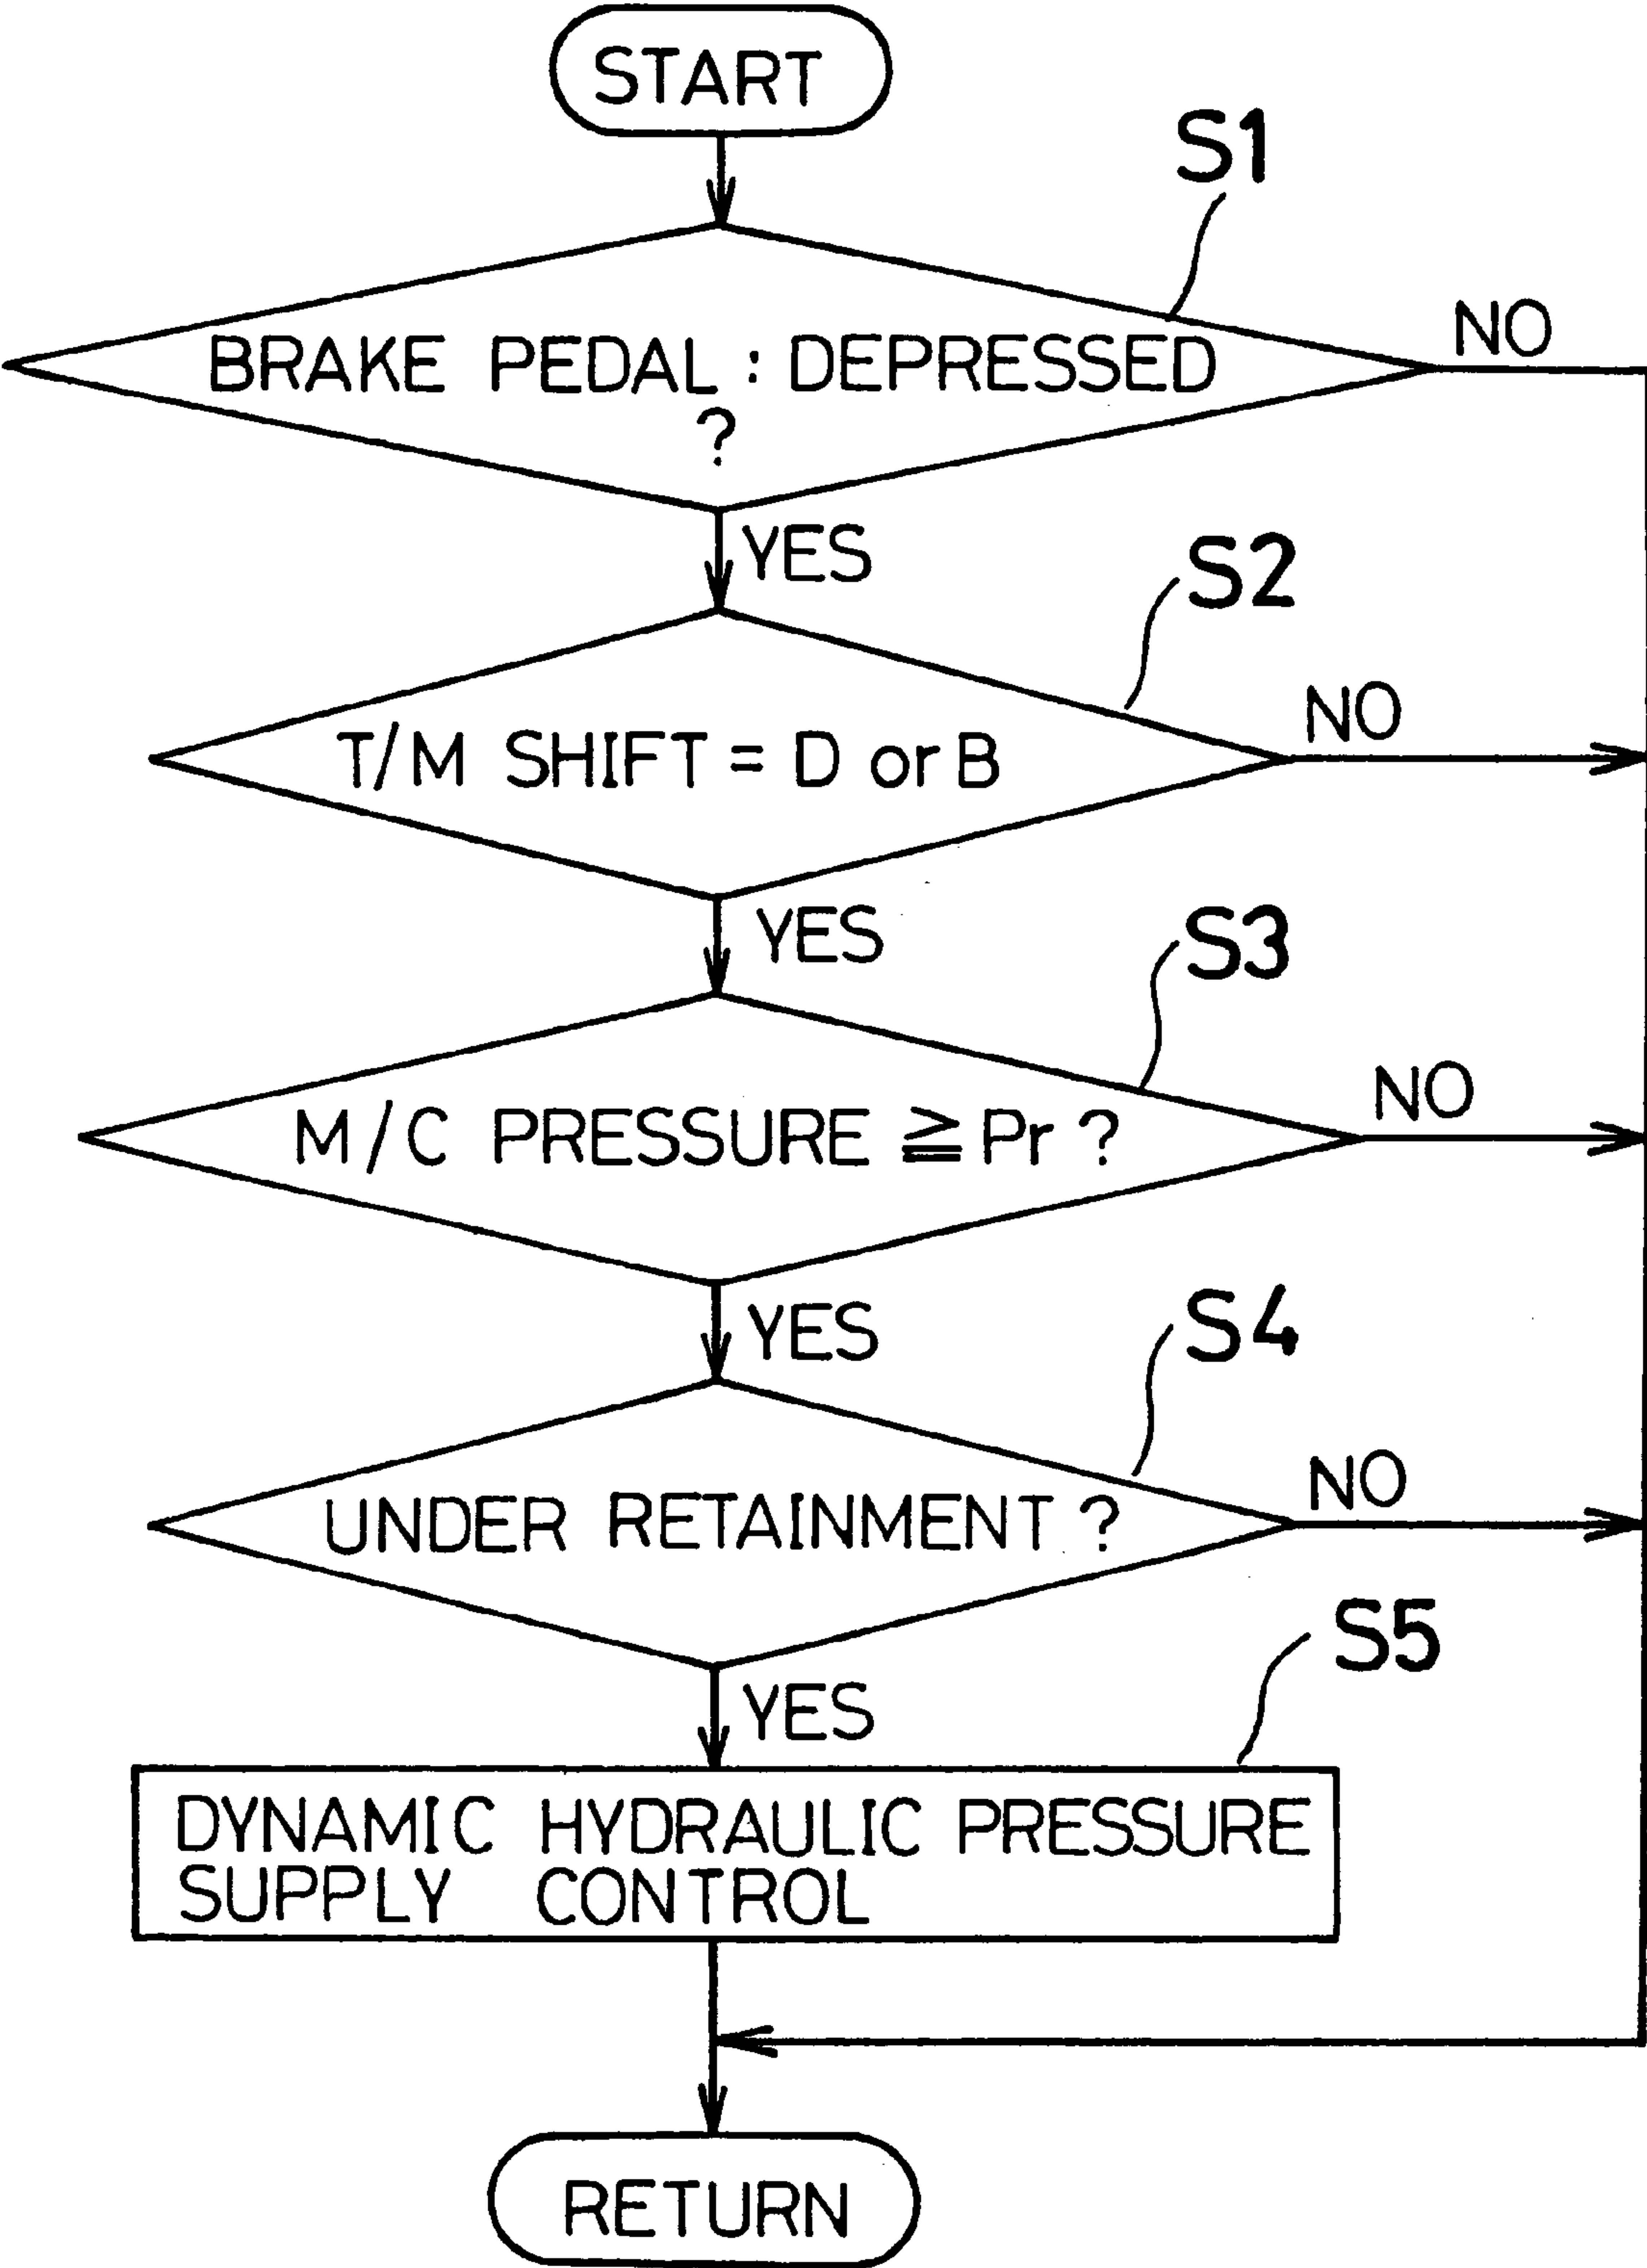 START
S1
NO
BRAKE PEDAL : DEPRESSED
?
YES
S2
NO
T/M SHIFT = D or B
YES
S3
NO
M/C PRESSURE ≧ Pr ?
YES
S4
NO
UNDER RETAINMENT ?
S5
YES
DYNAMIC HYDRAULIC PRESSURE
SUPPLY CONTROL
RETURN